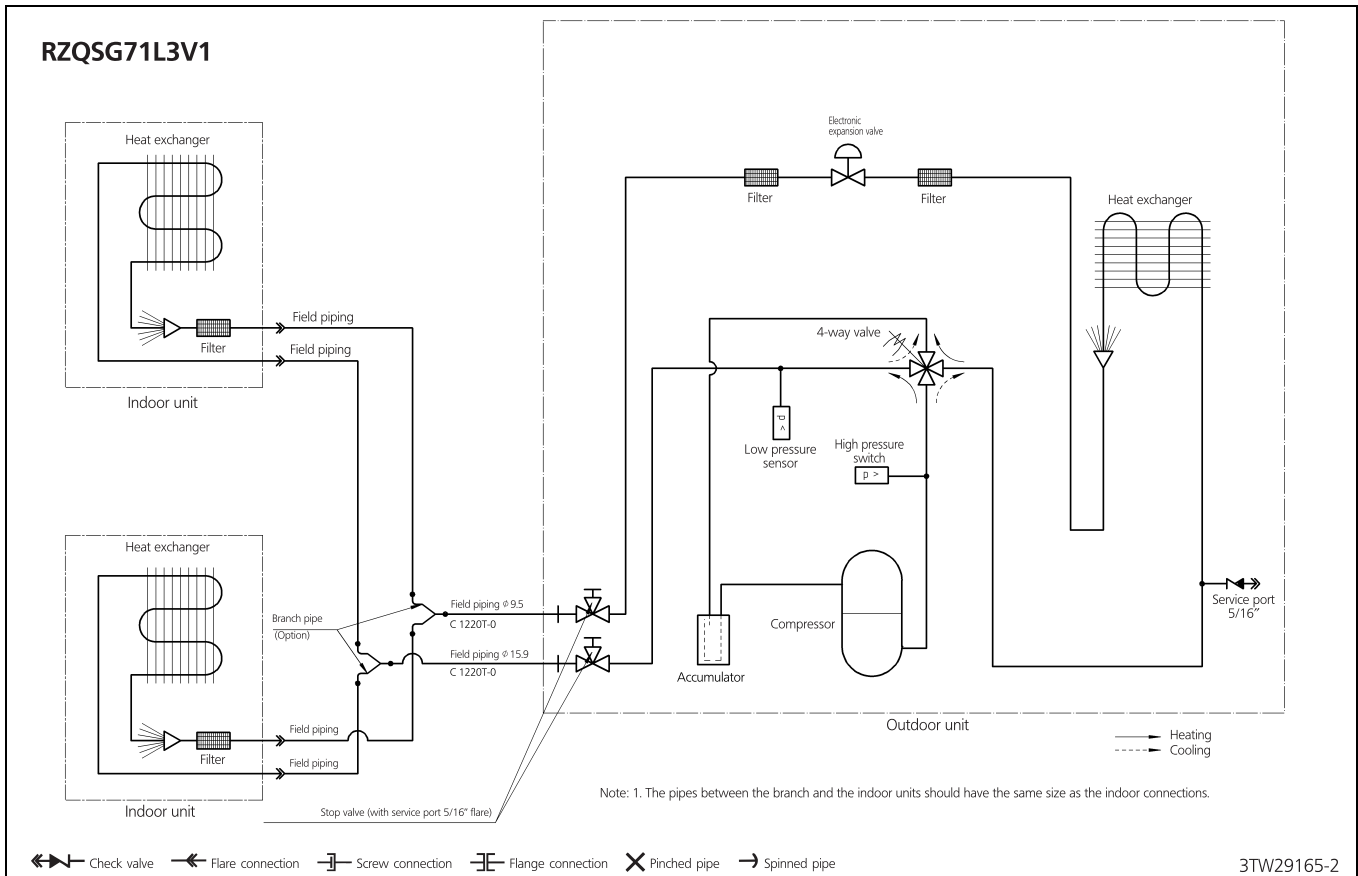 RZQSG71L3V1
Heat exchanger
Filter
Field piping
Field piping
Indoor unit
Heat exchanger
Filter
Field piping
Field piping
Indoor unit
Branch pipe
(Option)
Field piping ⌀ 9.5
C 1220T-0
Field piping ⌀ 15.9
C 1220T-0
Stop valve (with service port 5/16" flare)
Electronic
expansion valve
Filter
Filter
Heat exchanger
4-way valve
p <
Low pressure
sensor
High pressure
switch
p >
Compressor
Accumulator
Service port
5/16"
Outdoor unit
Heating
Cooling
Note: 1. The pipes between the branch and the indoor units should have the same size as the indoor connections.
Check valve
Flare connection
Screw connection
Flange connection
Pinched pipe
Spinned pipe
3TW29165-2